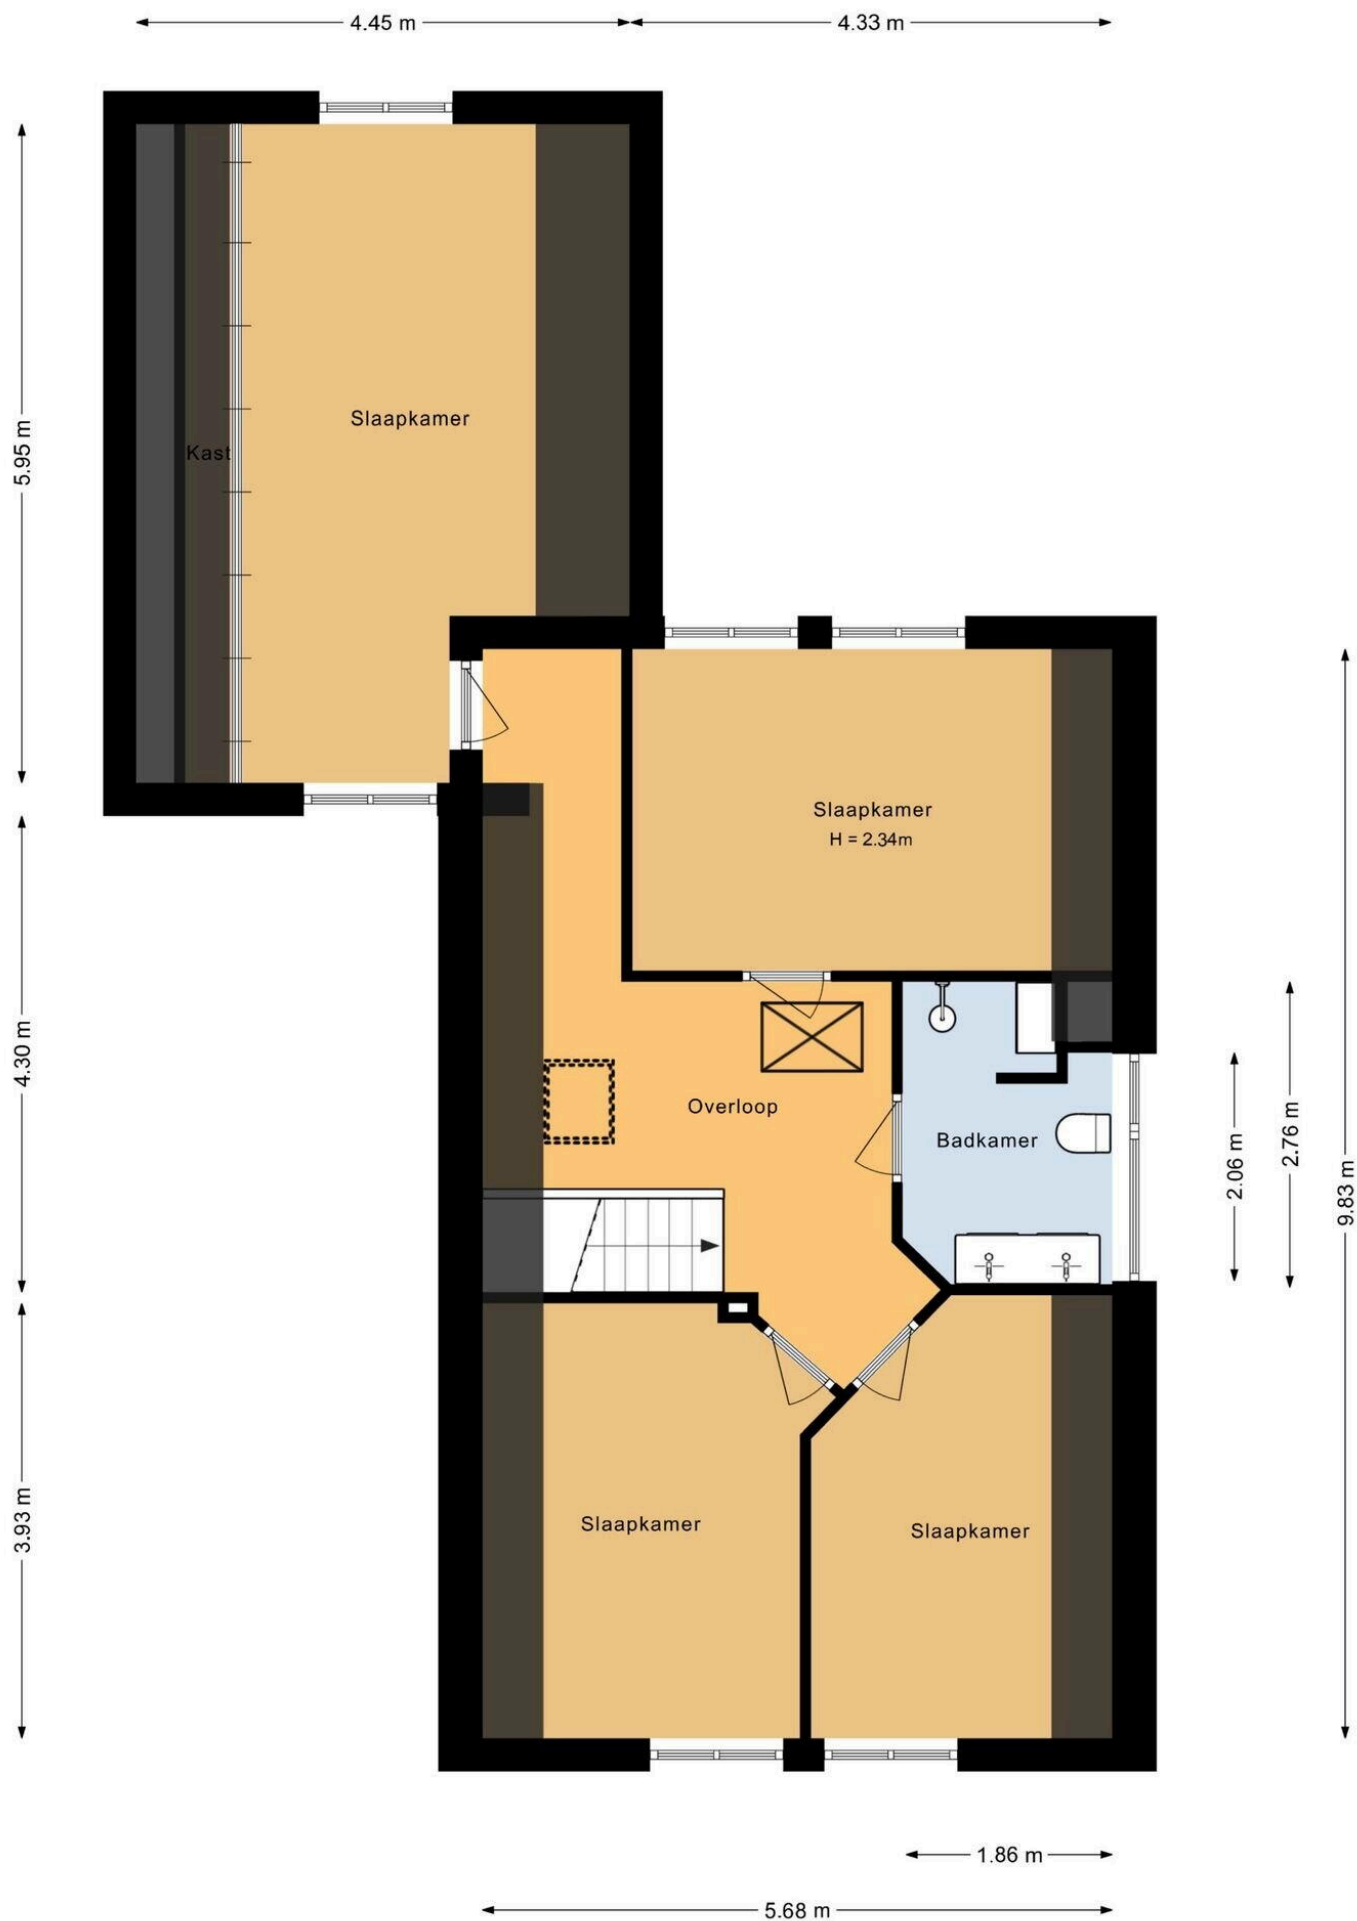 4.45 m
4.33 m
5.95 m
Slaapkamer
Kast
Slaapkamer
H = 2.34m
4.30 m
Overloop
Badkamer
2.06 m
2.76 m
9.83 m
3.93 m
Slaapkamer
Slaapkamer
1.86 m
5.68 m